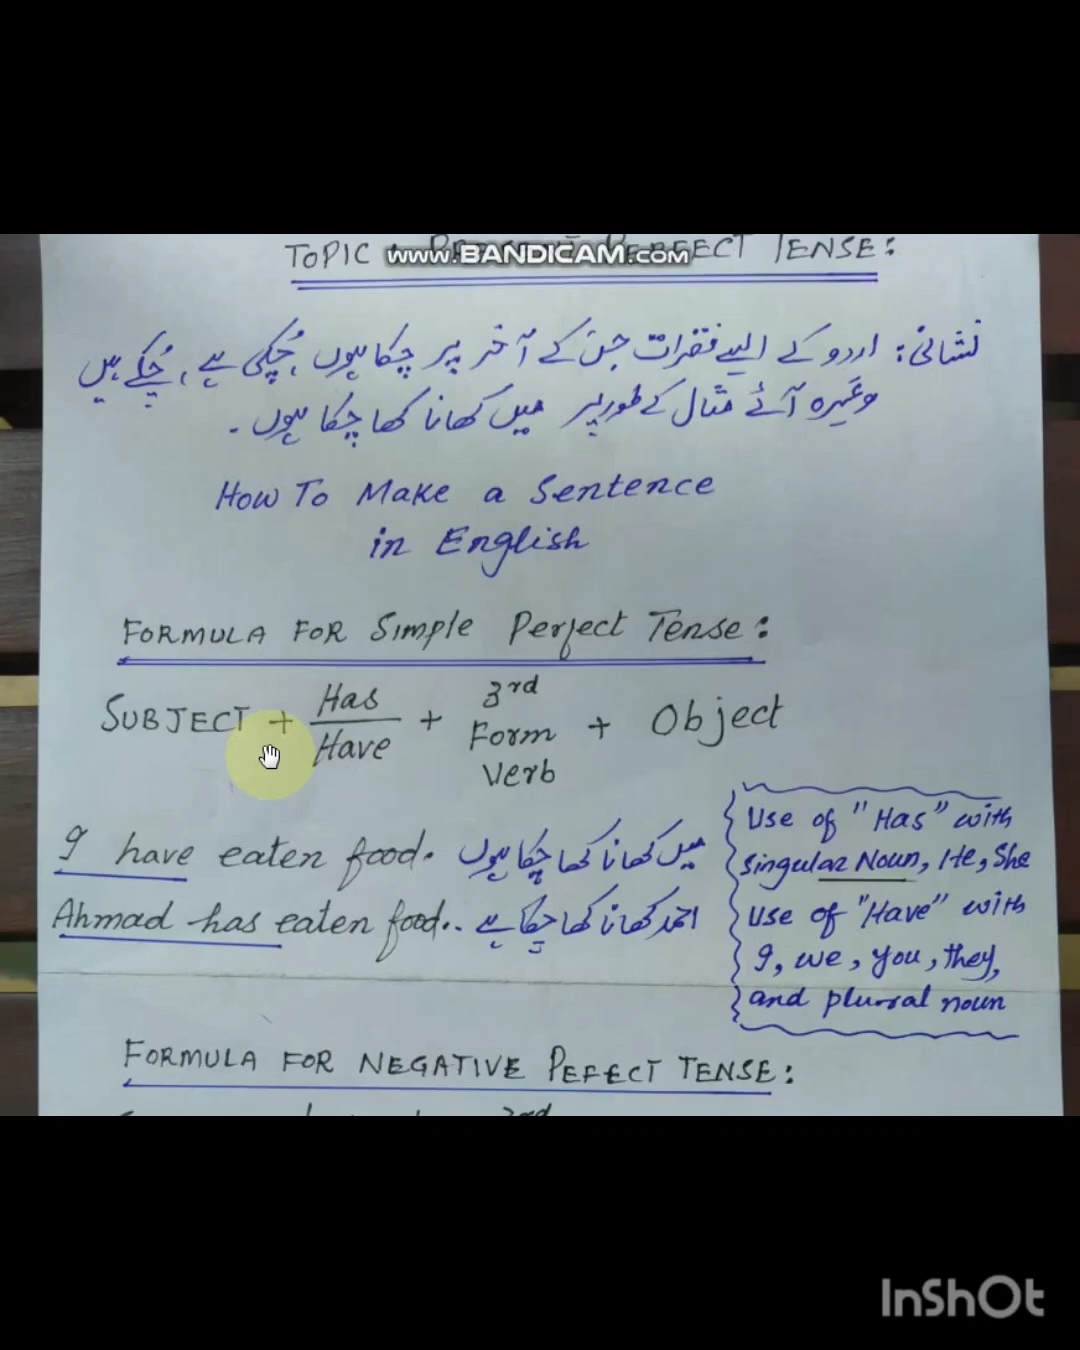 TOPIC : PRESENT PERFECT TENSE:
www.BANDICAM.com
نشانی: اردو کے ایسے فقرات جن کے آخر پر چکا ہوں، چُکی ہے، چُکے ہیں
وغیرہ آئے مثال کے طور پر میں کھانا کھا چکا ہوں۔
How To Make a Sentence
in English
FORMULA FOR Simple Perfect Tense:
SUBJECT + Has / Have + 3rd Form Verb + Object
I have eaten food. میں کھانا کھا چکا ہوں
Ahmad has eaten food.. احمد کھانا کھا چکا ہے
Use of "Has" with
singular Noun, He, She
Use of "Have" with
I, we, you, they,
and plural noun
FORMULA FOR NEGATIVE PEFECT TENSE:
InShOt